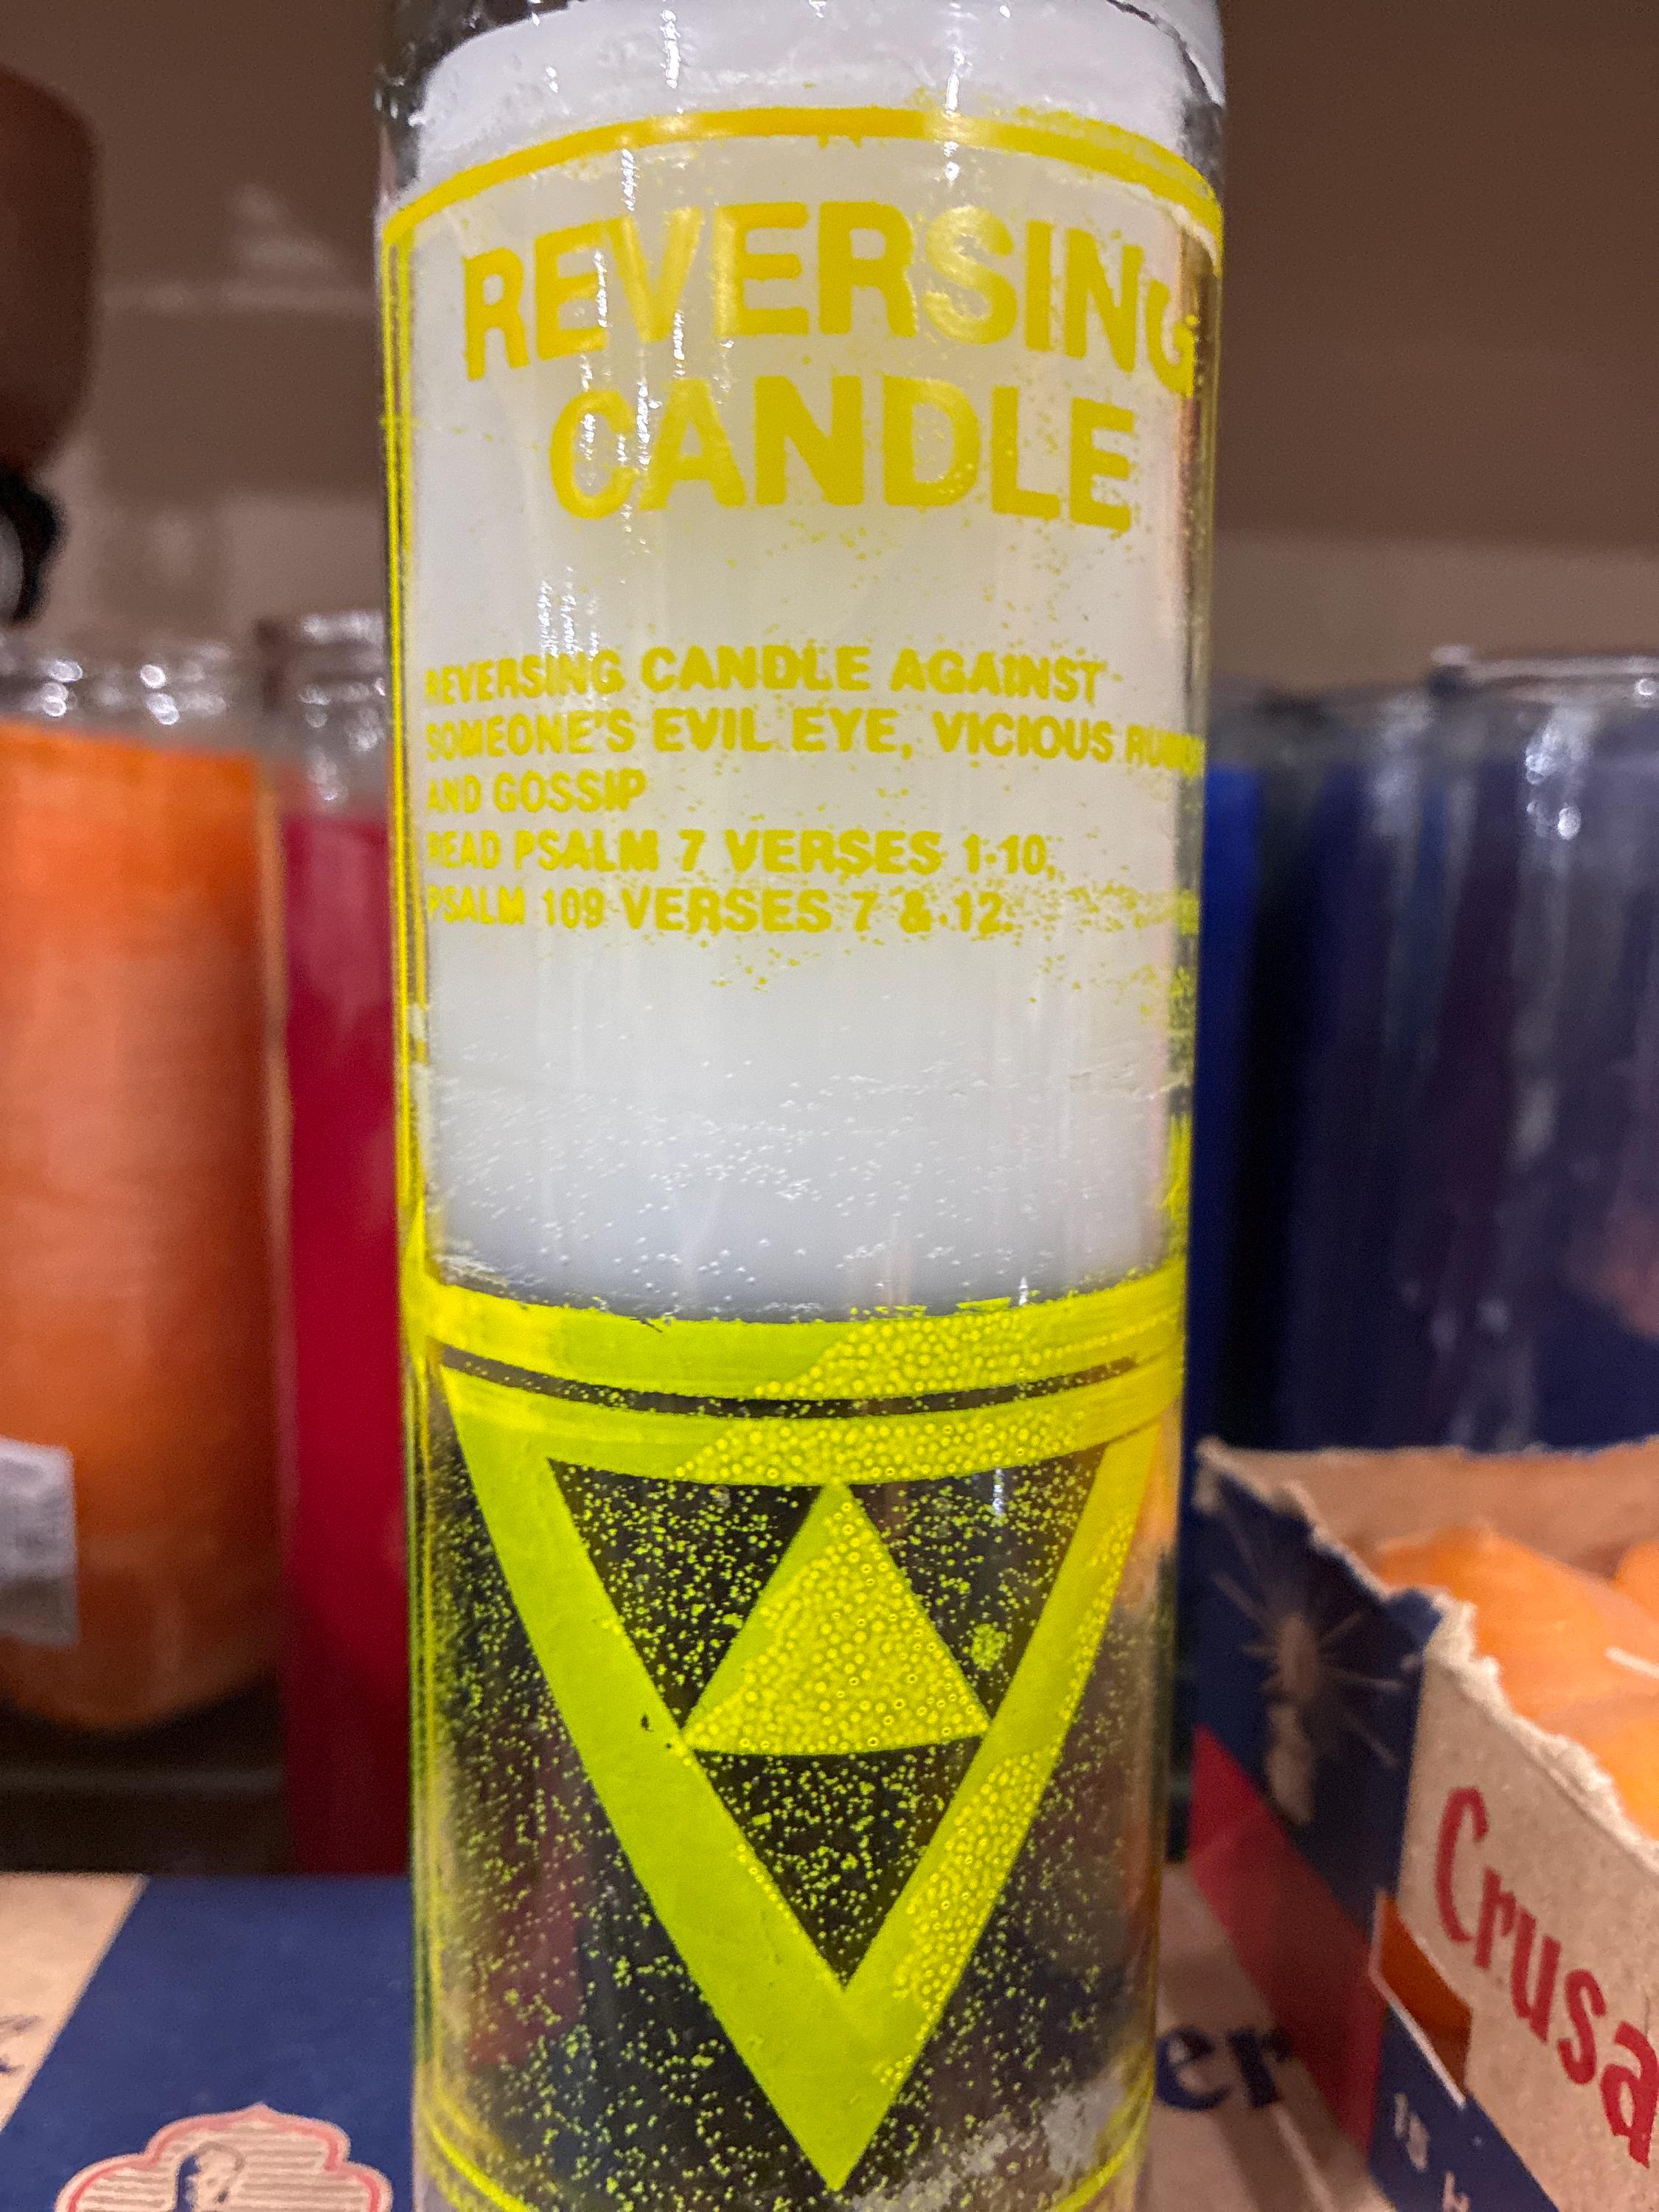 REVERSING
CANDLE
REVERSING CANDLE AGAINST
SOMEONE'S EVIL EYE, VICIOUS
AND GOSSIP
READ PSALM 7 VERSES 1-10,
PSALM 109 VERSES 7 & 12.
Crusa
er